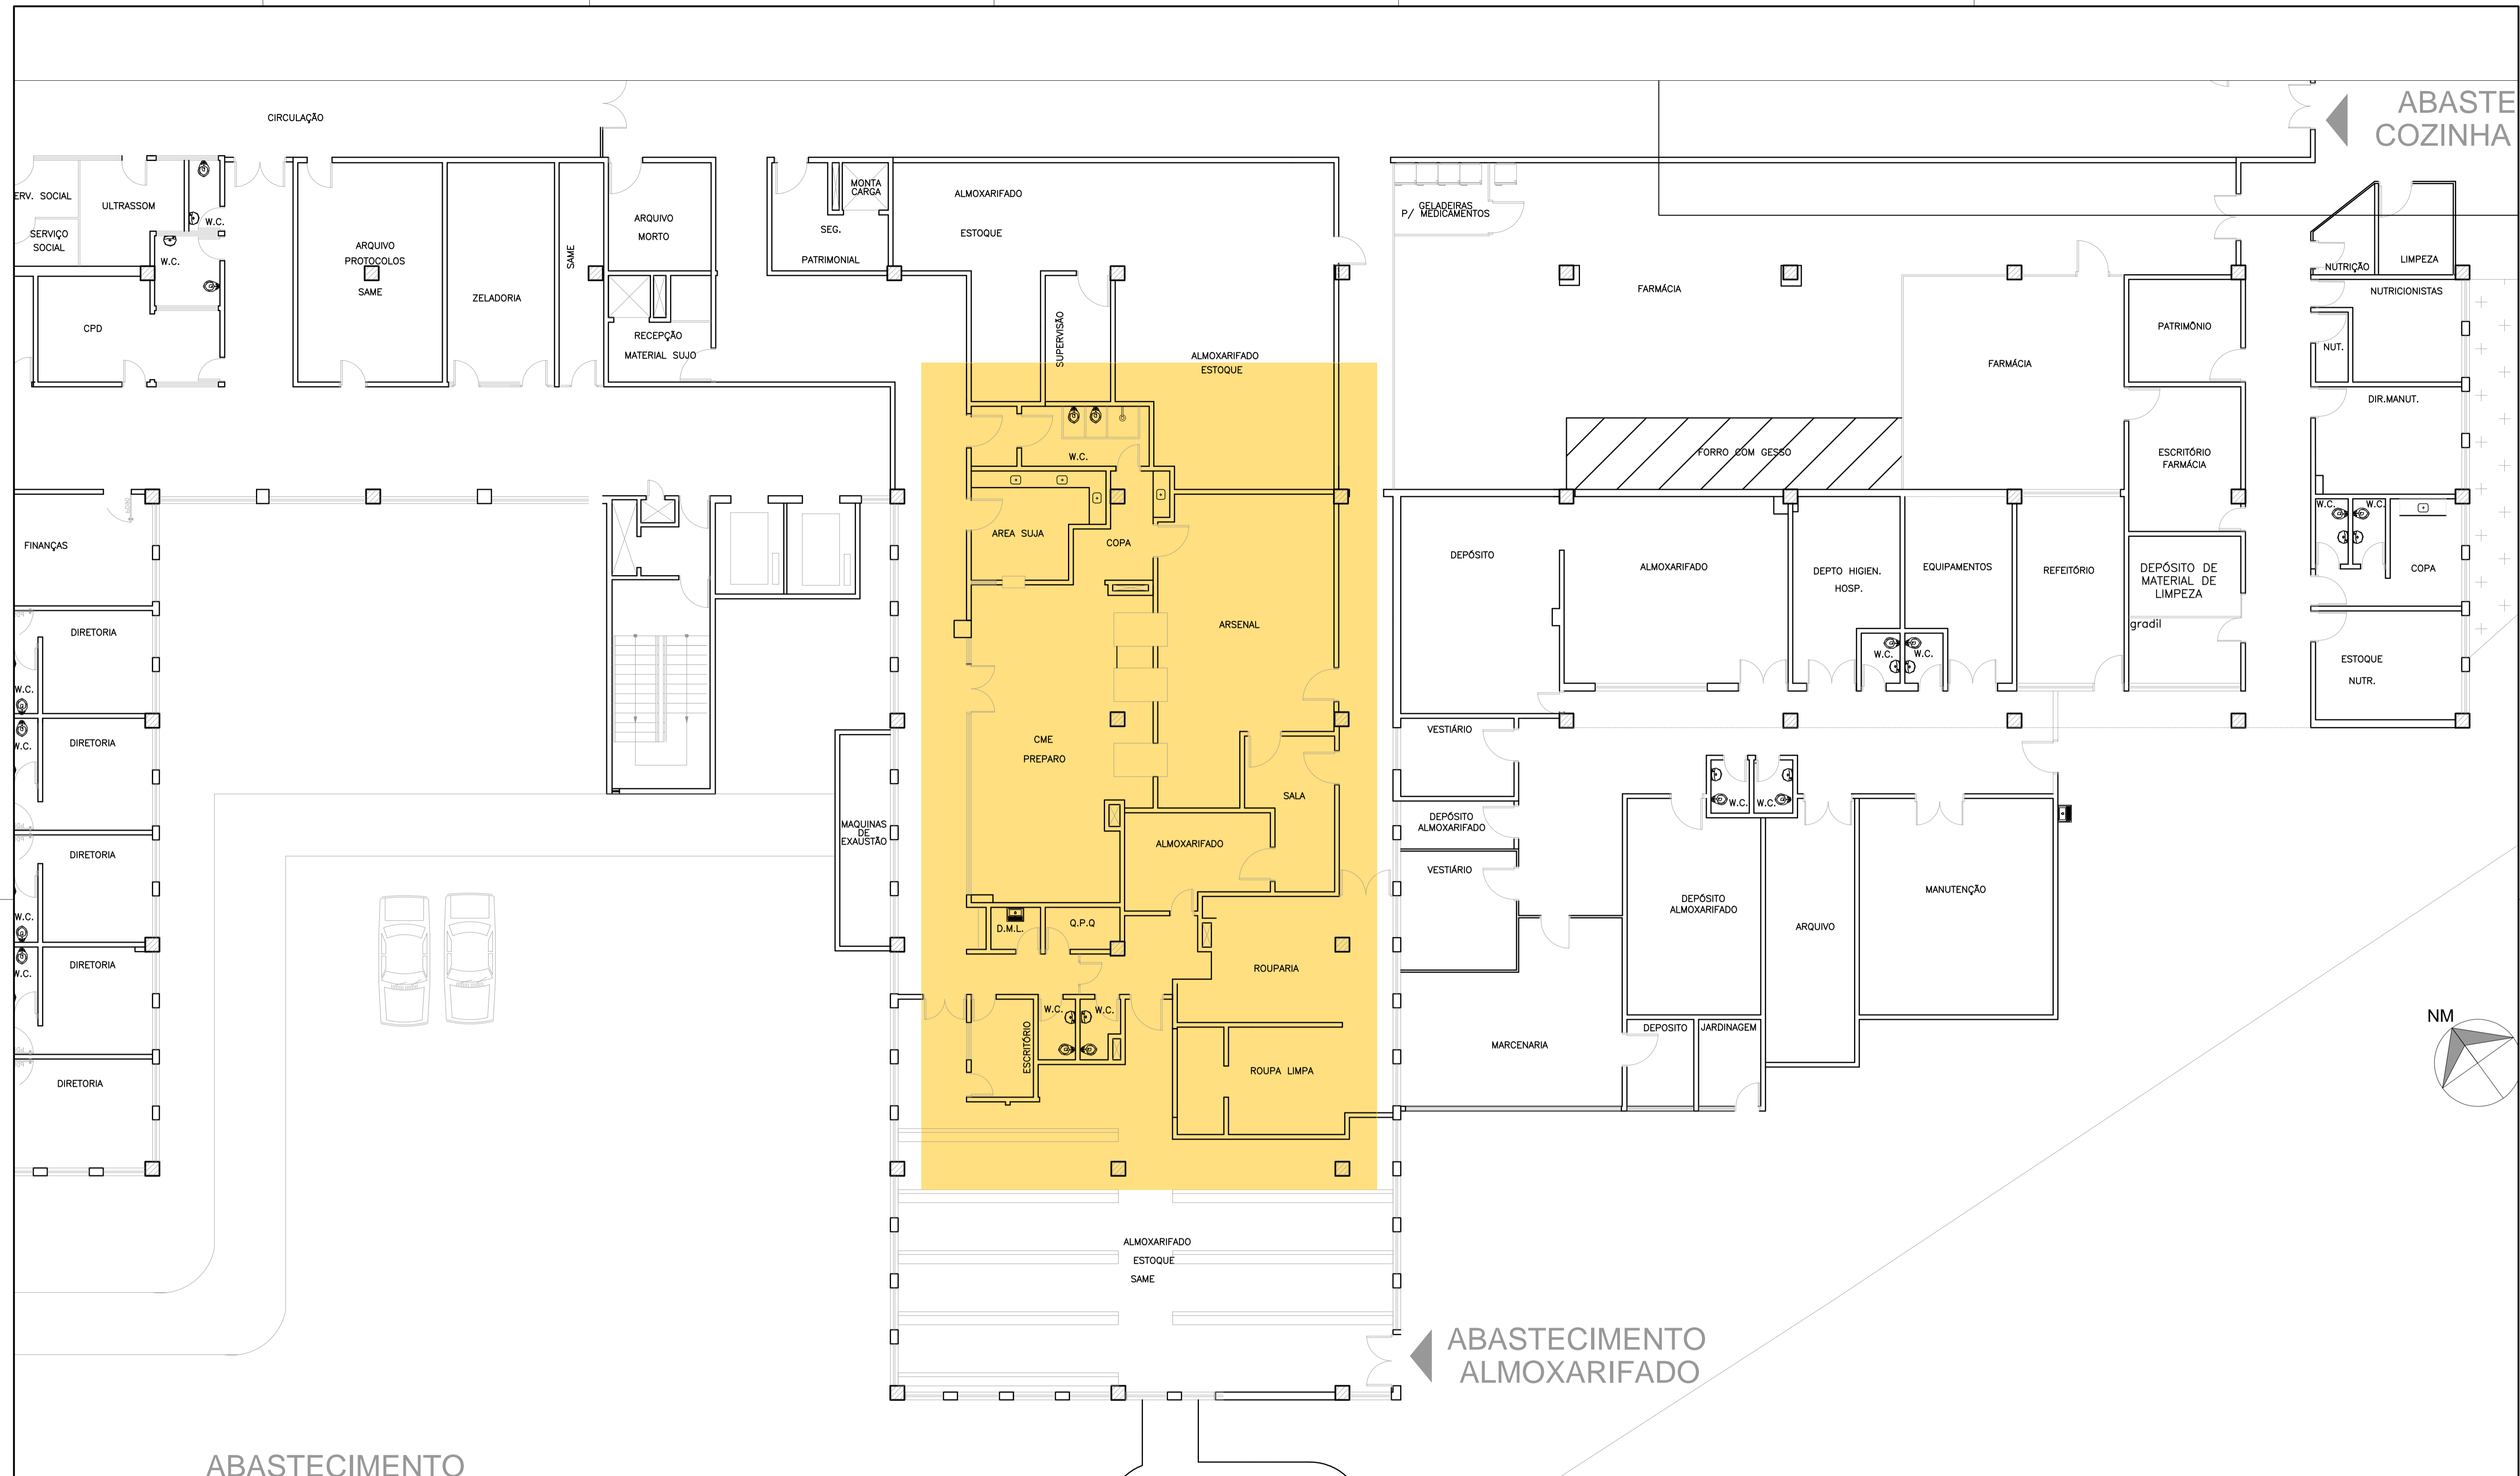 ABASTE
COZINHA
CIRCULAÇÃO
ERV. SOCIAL
ULTRASSOM
W.C.
SERVIÇO
SOCIAL
W.C.
CPD
ARQUIVO
PROTOCOLOS
SAME
ZELADORIA
SAME
ARQUIVO
MORTO
RECEPÇÃO
MATERIAL SUJO
MONTA
CARGA
SEG.
PATRIMONIAL
ALMOXARIFADO
ESTOQUE
SUPERVISÃO
ALMOXARIFADO
ESTOQUE
GELADEIRAS
P/ MEDICAMENTOS
FARMÁCIA
FARMÁCIA
FORRO COM GESSO
PATRIMÔNIO
ESCRITÓRIO
FARMÁCIA
NUTRIÇÃO
LIMPEZA
NUTRICIONISTAS
NUT.
DIR.MANUT.
W.C.
W.C.
COPA
ESTOQUE
NUTR.
FINANÇAS
DIRETORIA
W.C.
DIRETORIA
W.C.
DIRETORIA
W.C.
DIRETORIA
W.C.
DIRETORIA
MAQUINAS
DE
EXAUSTÃO
W.C.
AREA SUJA
COPA
ARSENAL
CME
PREPARO
SALA
ALMOXARIFADO
D.M.L.
Q.P.Q
ROUPARIA
W.C.
W.C.
ESCRITÓRIO
ROUPA LIMPA
DEPÓSITO
ALMOXARIFADO
DEPTO HIGIEN.
HOSP.
W.C.
W.C.
EQUIPAMENTOS
REFEITÓRIO
DEPÓSITO DE
MATERIAL DE
LIMPEZA
gradil
VESTIÁRIO
DEPÓSITO
ALMOXARIFADO
VESTIÁRIO
W.C.
W.C.
DEPÓSITO
ALMOXARIFADO
ARQUIVO
MANUTENÇÃO
MARCENARIA
DEPOSITO
JARDINAGEM
NM
ALMOXARIFADO
ESTOQUE
SAME
ABASTECIMENTO
ALMOXARIFADO
ABASTECIMENTO